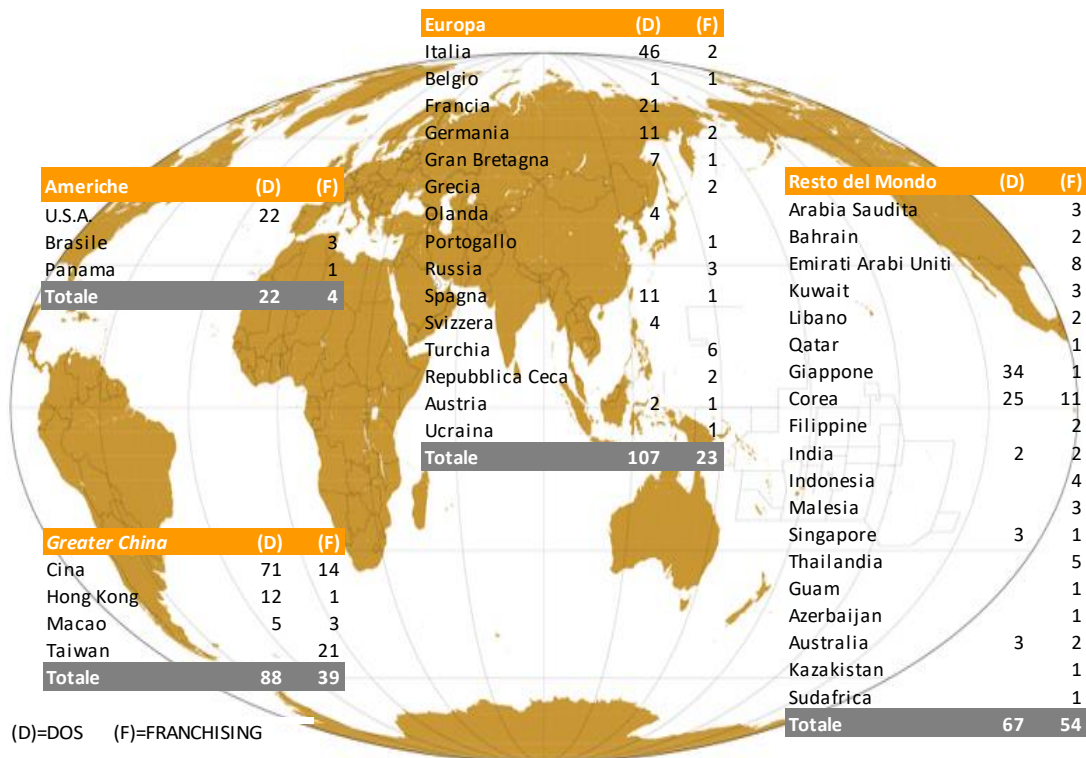 Europa (D) (F)
Italia 46 2
Belgio 1 1
Francia 21
Germania 11 2
Gran Bretagna 7 1
Grecia 2
Olanda 4
Portogallo 1
Russia 3
Spagna 11 1
Svizzera 4
Turchia 6
Repubblica Ceca 2
Austria 2 1
Ucraina 1
Totale 107 23
Americhe (D) (F)
U.S.A. 22
Brasile 3
Panama 1
Totale 22 4
Resto del Mondo (D) (F)
Arabia Saudita 3
Bahrain 2
Emirati Arabi Uniti 8
Kuwait 3
Libano 2
Qatar 1
Giappone 34 1
Corea 25 11
Filippine 2
India 2 2
Indonesia 4
Malesia 3
Singapore 3 1
Thailandia 5
Guam 1
Azerbaijan 1
Australia 3 2
Kazakistan 1
Sudafrica 1
Totale 67 54
Greater China (D) (F)
Cina 71 14
Hong Kong 12 1
Macao 5 3
Taiwan 21
Totale 88 39
(D)=DOS (F)=FRANCHISING